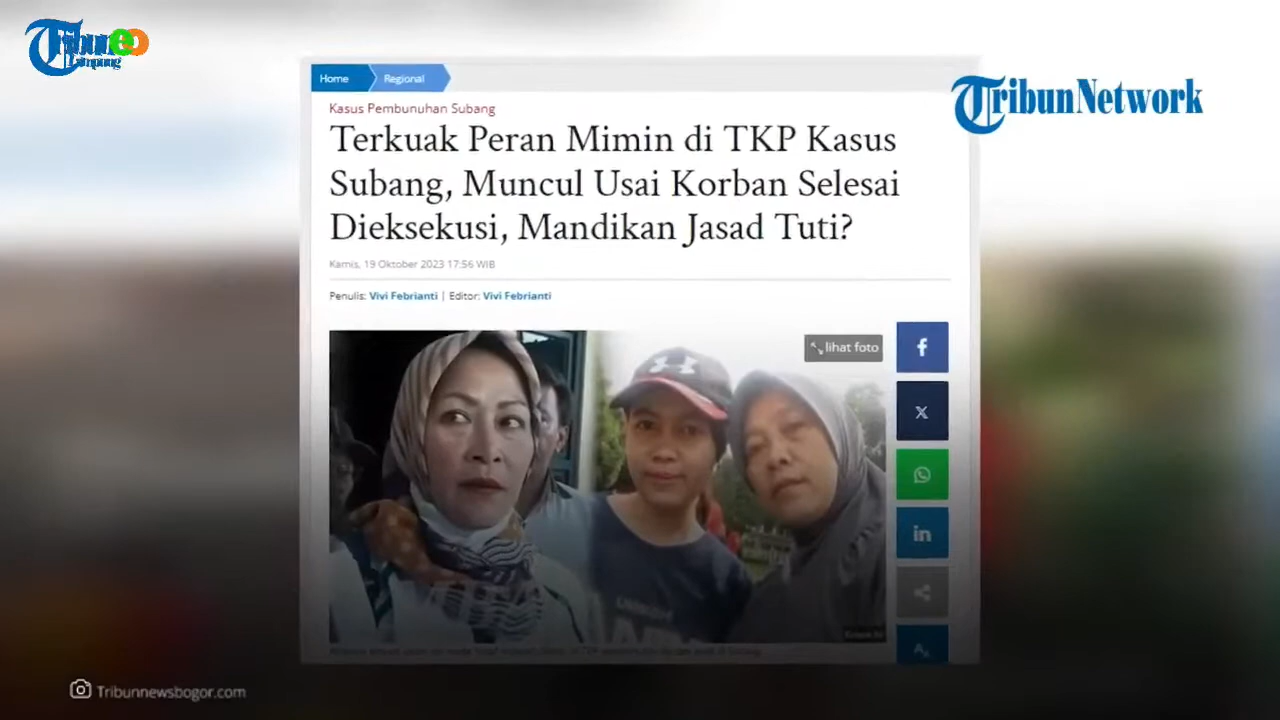 Tribun
Lampung
TribunNetwork
Home
Regional
Kasus Pembunuhan Subang
Terkuak Peran Mimin di TKP Kasus
Subang, Muncul Usai Korban Selesai
Dieksekusi, Mandikan Jasad Tuti?
Kamis, 19 Oktober 2023 17:56 WIB
Penulis: Vivi Febrianti | Editor: Vivi Febrianti
lihat foto
Tribunnewsbogor.com